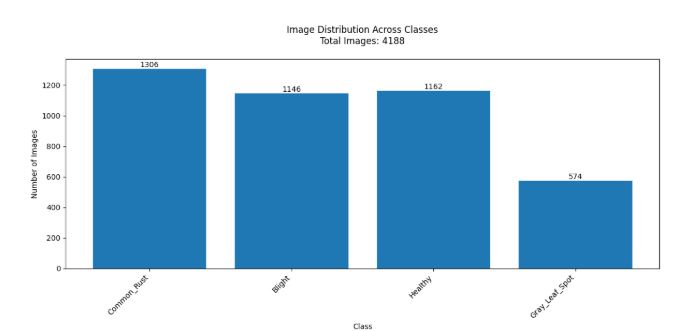 Image Distribution Across Classes
Total Images: 4188
1306
1146
1162
574
1200
1000
800
600
400
200
0
Number of Images
Common_Rust
Blight
Healthy
Gray_Leaf_Spot
Class